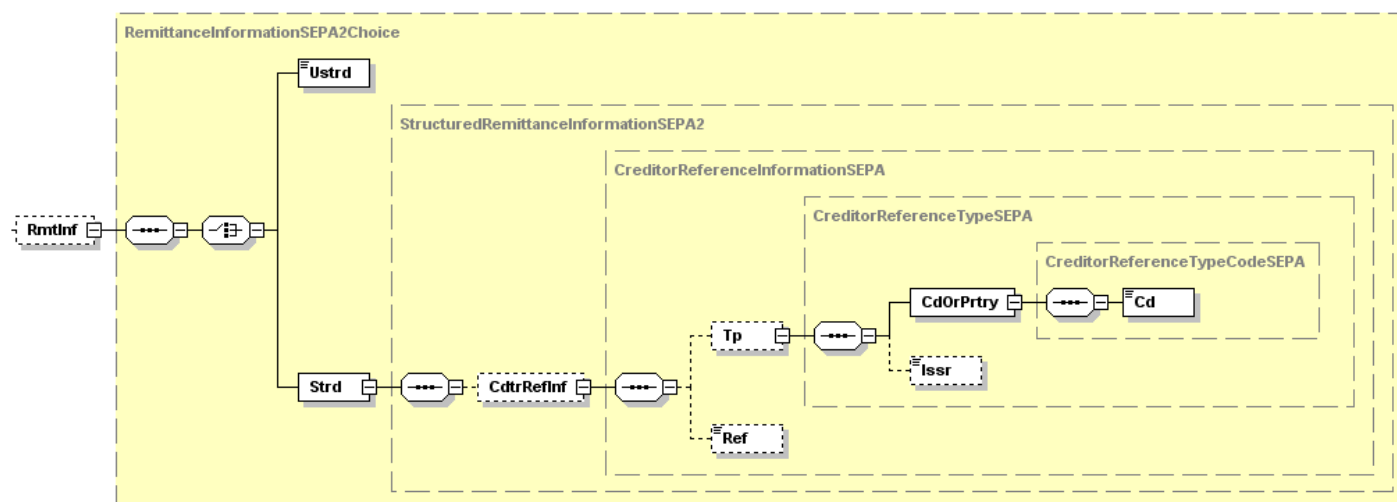 RemittanceInformationSEPA2Choice
Ustrd
StructuredRemittanceInformationSEPA2
CreditorReferenceInformationSEPA
CreditorReferenceTypeSEPA
RmtInf
CreditorReferenceTypeCodeSEPA
CdOrPrtry
Cd
Tp
Issr
Strd
CdtrRefInf
Ref